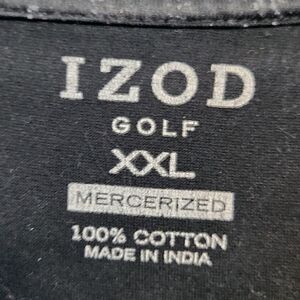 IZOD
GOLF
XXL
MERCERIZED
100% COTTON
MADE IN INDIA